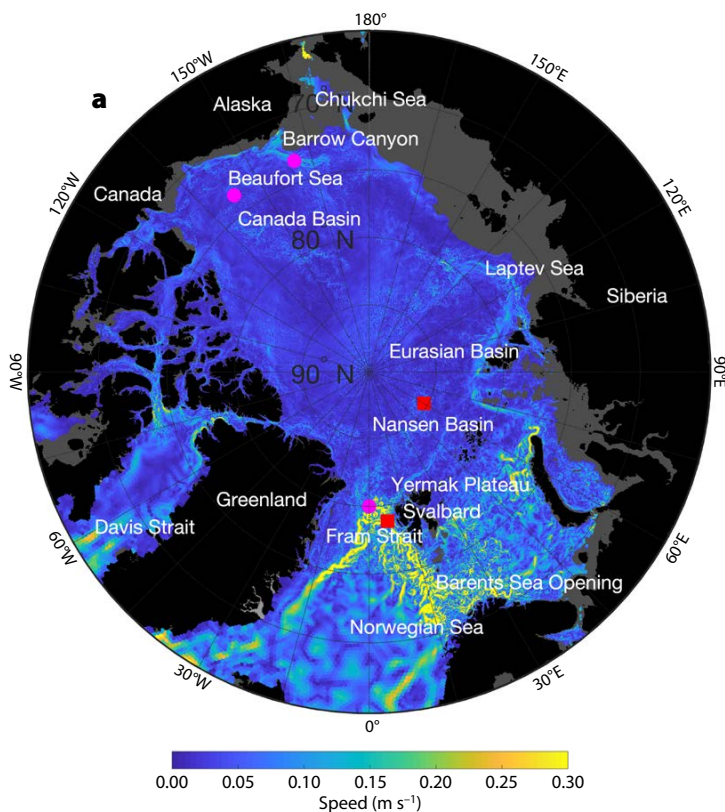 180°
150°W
150°E
a
Alaska
Chukchi Sea
70° N
Barrow Canyon
120°W
120°E
Canada
Beaufort Sea
Canada Basin
80 N
Laptev Sea
Siberia
Eurasian Basin
90°W
90° N
90°E
Nansen Basin
Greenland
Yermak Plateau
Svalbard
Davis Strait
Fram Strait
60°W
60°E
Barents Sea Opening
Norwegian Sea
30°W
30°E
0°
0.00 0.05 0.10 0.15 0.20 0.25 0.30
Speed (m s⁻¹)